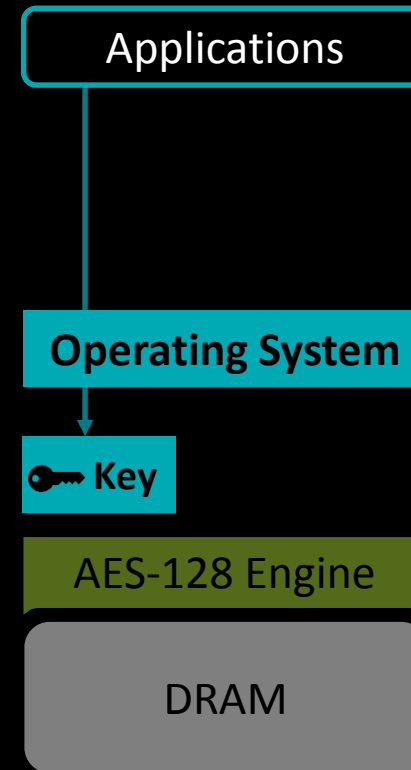 Applications
Operating System
Key
AES-128 Engine
DRAM